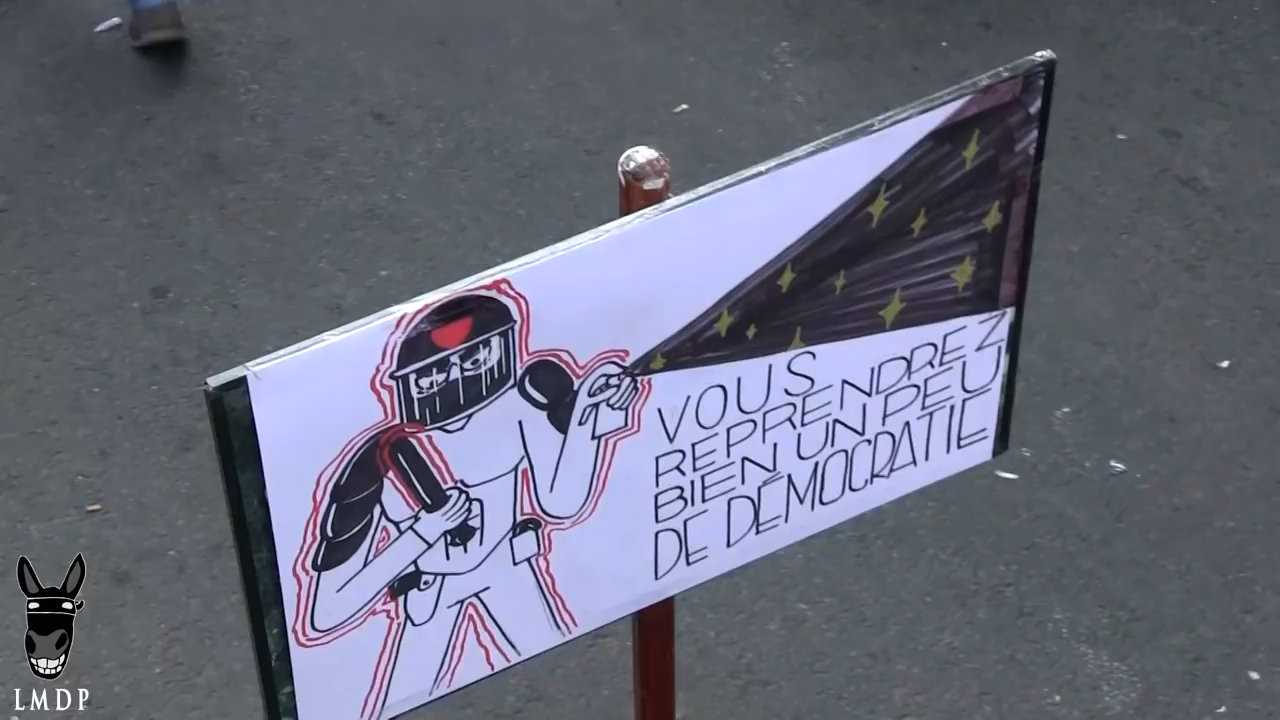 VOUS
REPRENDREZ
BIEN UN PEU
DE DÉMOCRATIE
LMDP